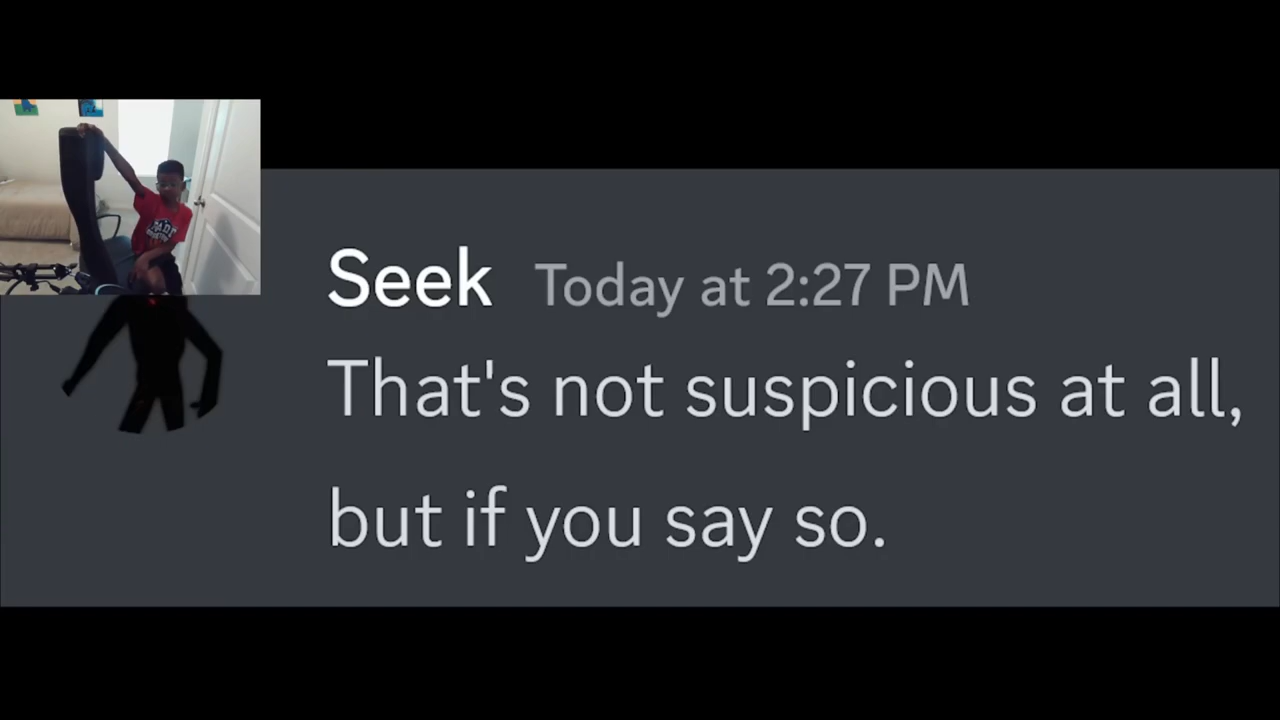 Seek Today at 2:27 PM
That's not suspicious at all,
but if you say so.